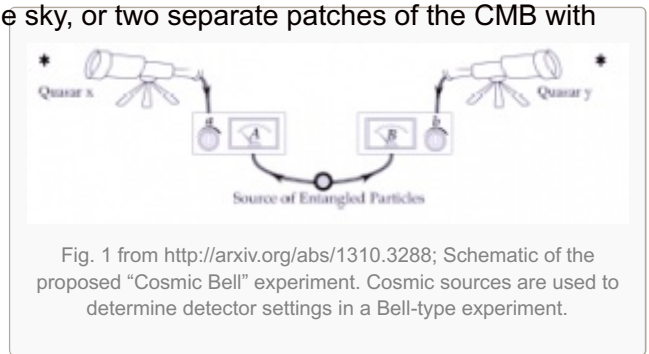 e sky, or two separate patches of the CMB with
* *
Quasar x Quasar y
a b
A B
Source of Entangled Particles
Fig. 1 from http://arxiv.org/abs/1310.3288; Schematic of the
proposed “Cosmic Bell” experiment. Cosmic sources are used to
determine detector settings in a Bell-type experiment.